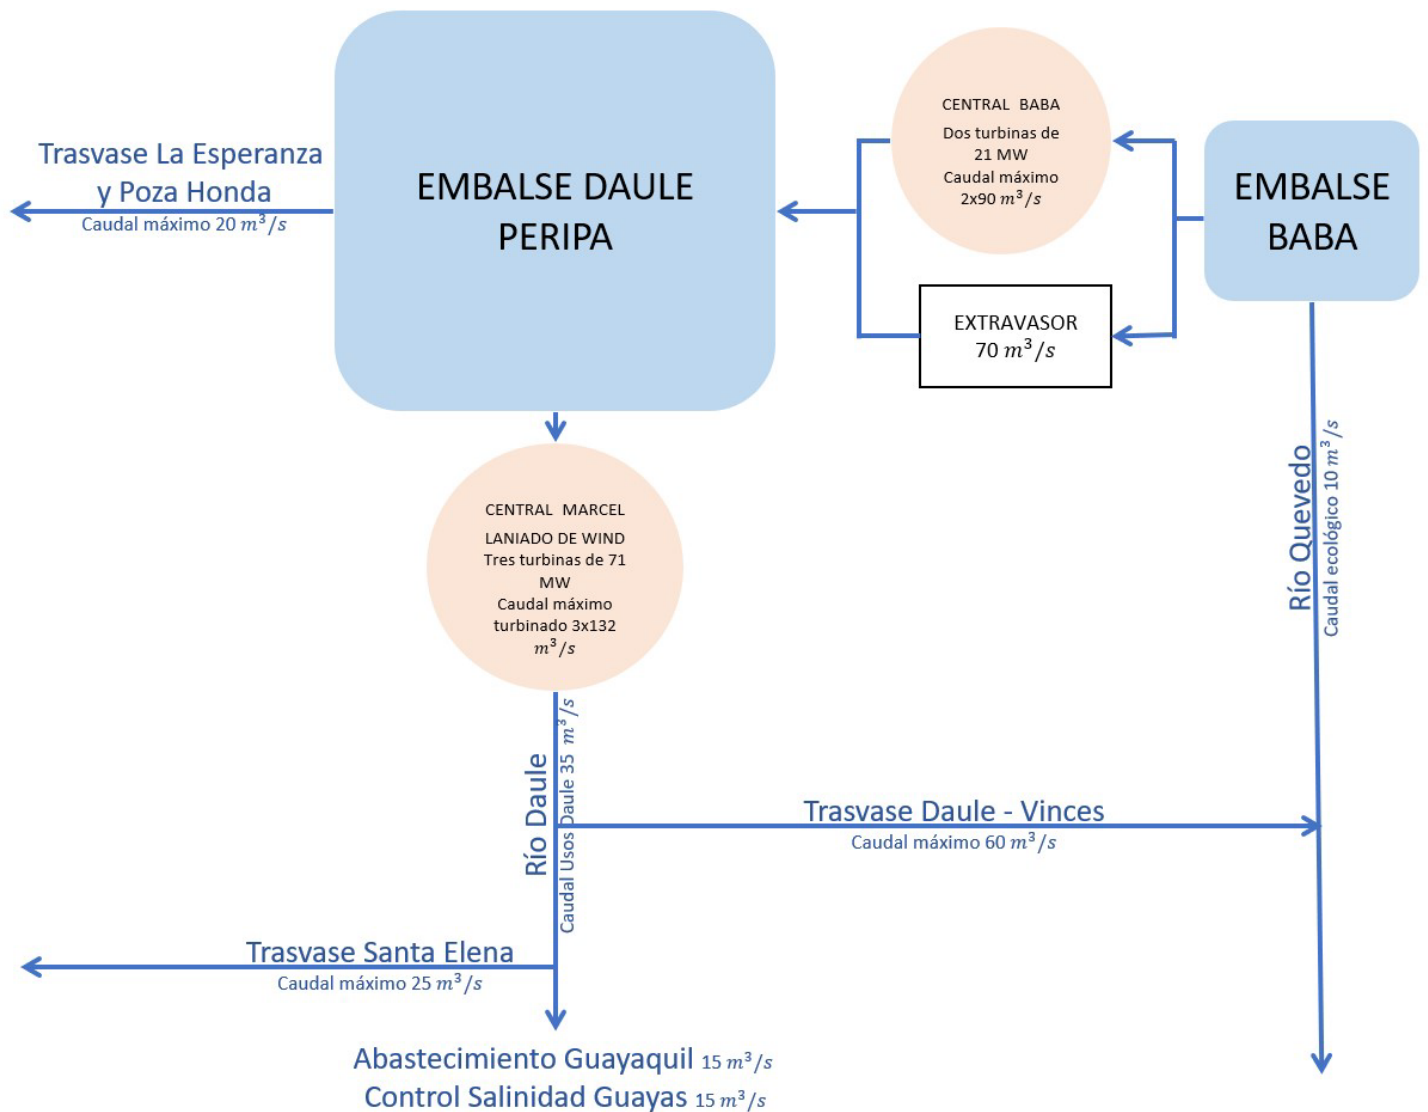 Trasvase La Esperanza
y Poza Honda
Caudal máximo 20 m³/s
EMBALSE DAULE
PERIPA
CENTRAL BABA
Dos turbinas de
21 MW
Caudal máximo
2x90 m³/s
EXTRAVASOR
70 m³/s
EMBALSE
BABA
CENTRAL MARCEL
LANIADO DE WIND
Tres turbinas de 71
MW
Caudal máximo
turbinado 3x132
m³/s
Río Quevedo
Caudal ecológico 10 m³/s
Río Daule
Caudal Usos Daule 35 m³/s
Trasvase Daule - Vinces
Caudal máximo 60 m³/s
Trasvase Santa Elena
Caudal máximo 25 m³/s
Abastecimiento Guayaquil 15 m³/s
Control Salinidad Guayas 15 m³/s